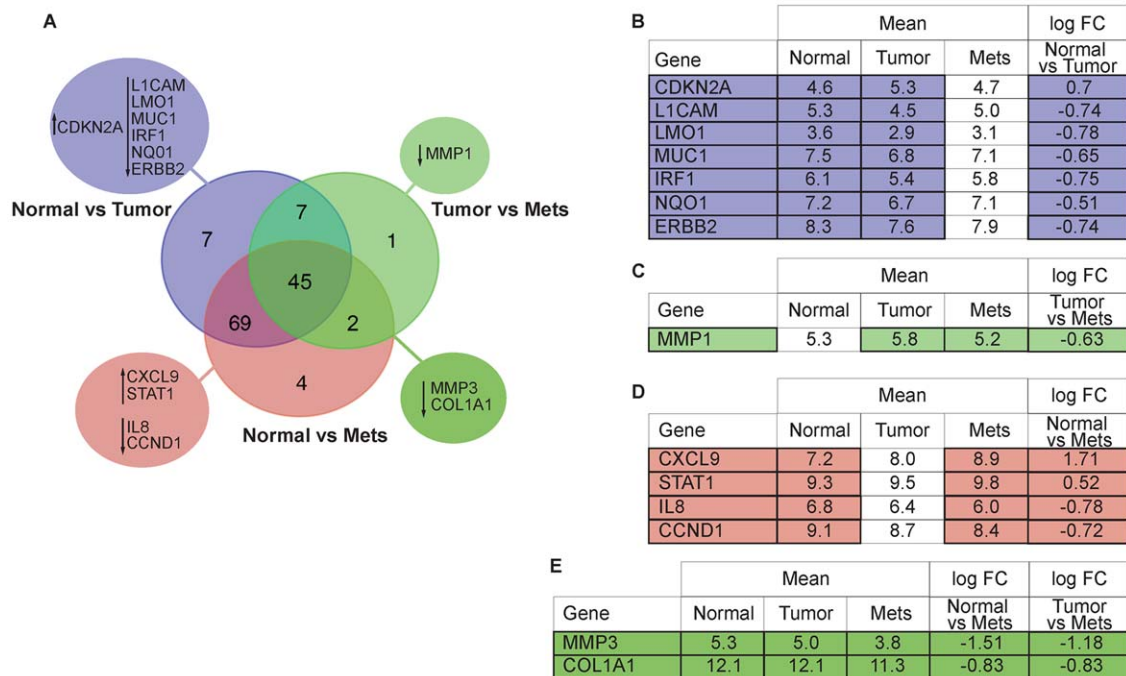 A
L1CAM
LMO1
MUC1
↑CDKN2A
IRF1
NQ01
↓ERBB2
↓ MMP1
Normal vs Tumor
Tumor vs Mets
7
7
1
45
69
2
4
↑ CXCL9
STAT1
↓ IL8
CCND1
↓ MMP3
COL1A1
Normal vs Mets
B
Mean log FC
Gene Normal Tumor Mets Normal vs Tumor
CDKN2A 4.6 5.3 4.7 0.7
L1CAM 5.3 4.5 5.0 -0.74
LMO1 3.6 2.9 3.1 -0.78
MUC1 7.5 6.8 7.1 -0.65
IRF1 6.1 5.4 5.8 -0.75
NQO1 7.2 6.7 7.1 -0.51
ERBB2 8.3 7.6 7.9 -0.74
C
Mean log FC
Gene Normal Tumor Mets Tumor vs Mets
MMP1 5.3 5.8 5.2 -0.63
D
Mean log FC
Gene Normal Tumor Mets Normal vs Mets
CXCL9 7.2 8.0 8.9 1.71
STAT1 9.3 9.5 9.8 0.52
IL8 6.8 6.4 6.0 -0.78
CCND1 9.1 8.7 8.4 -0.72
E
Mean log FC log FC
Gene Normal Tumor Mets Normal vs Mets Tumor vs Mets
MMP3 5.3 5.0 3.8 -1.51 -1.18
COL1A1 12.1 12.1 11.3 -0.83 -0.83